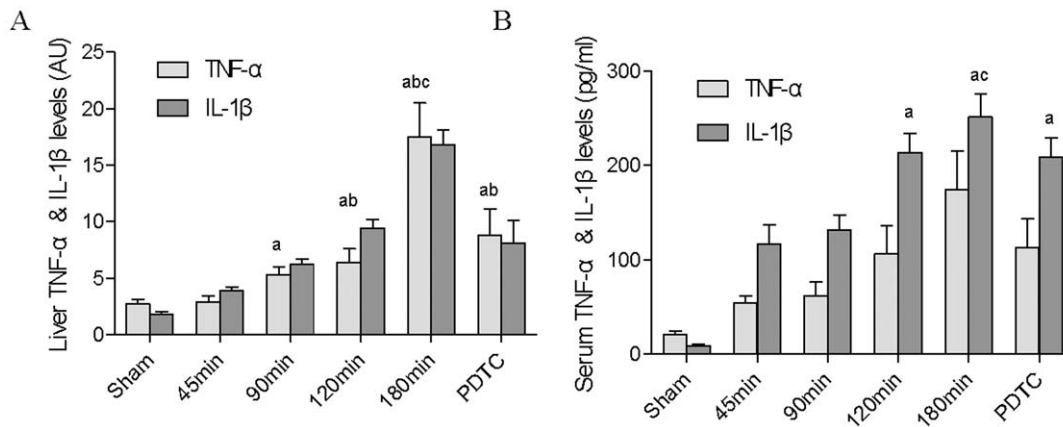 A
Liver TNF-α & IL-1β levels (AU)
25
20
15
10
5
0
TNF-α
IL-1β
a
ab
abc
ab
Sham
45min
90min
120min
180min
PDTC
B
Serum TNF-α & IL-1β levels (pg/ml)
300
200
100
0
TNF-α
IL-1β
a
ac
a
Sham
45min
90min
120min
180min
PDTC